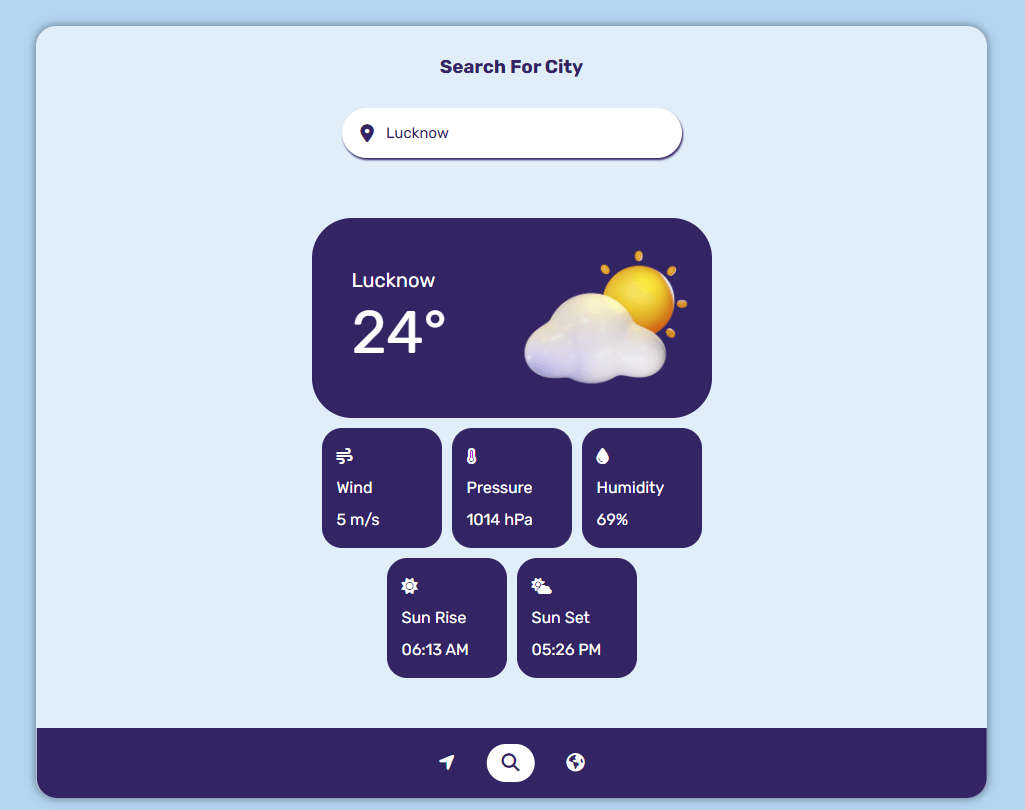 Search For City
Lucknow
Lucknow
24°
Wind
5 m/s
Pressure
1014 hPa
Humidity
69%
Sun Rise
06:13 AM
Sun Set
05:26 PM